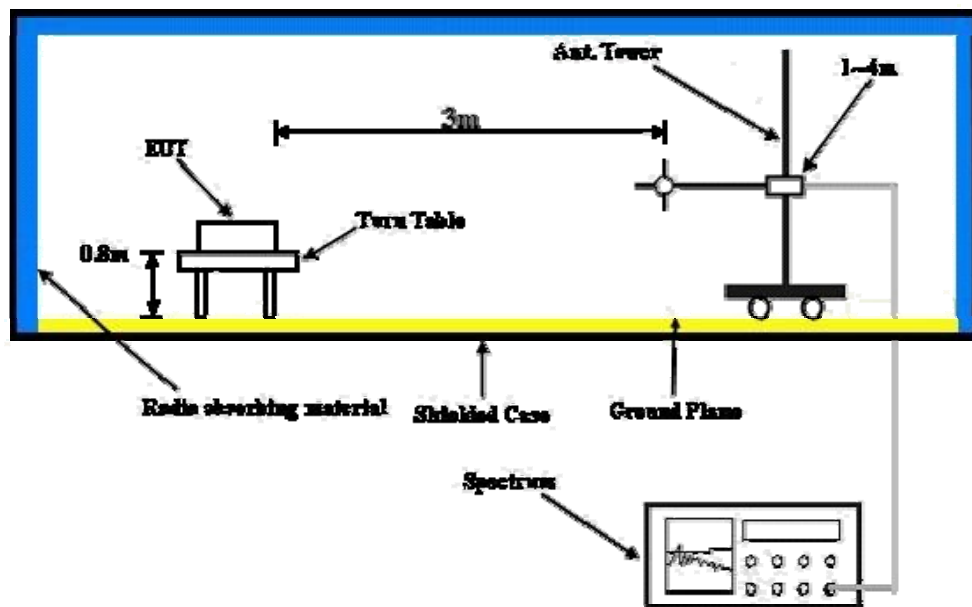 Ant. Tower
1~4m
3m
EUT
Turn Table
0.8m
Radio absorbing material
Shielded Case
Ground Plane
Spectrum